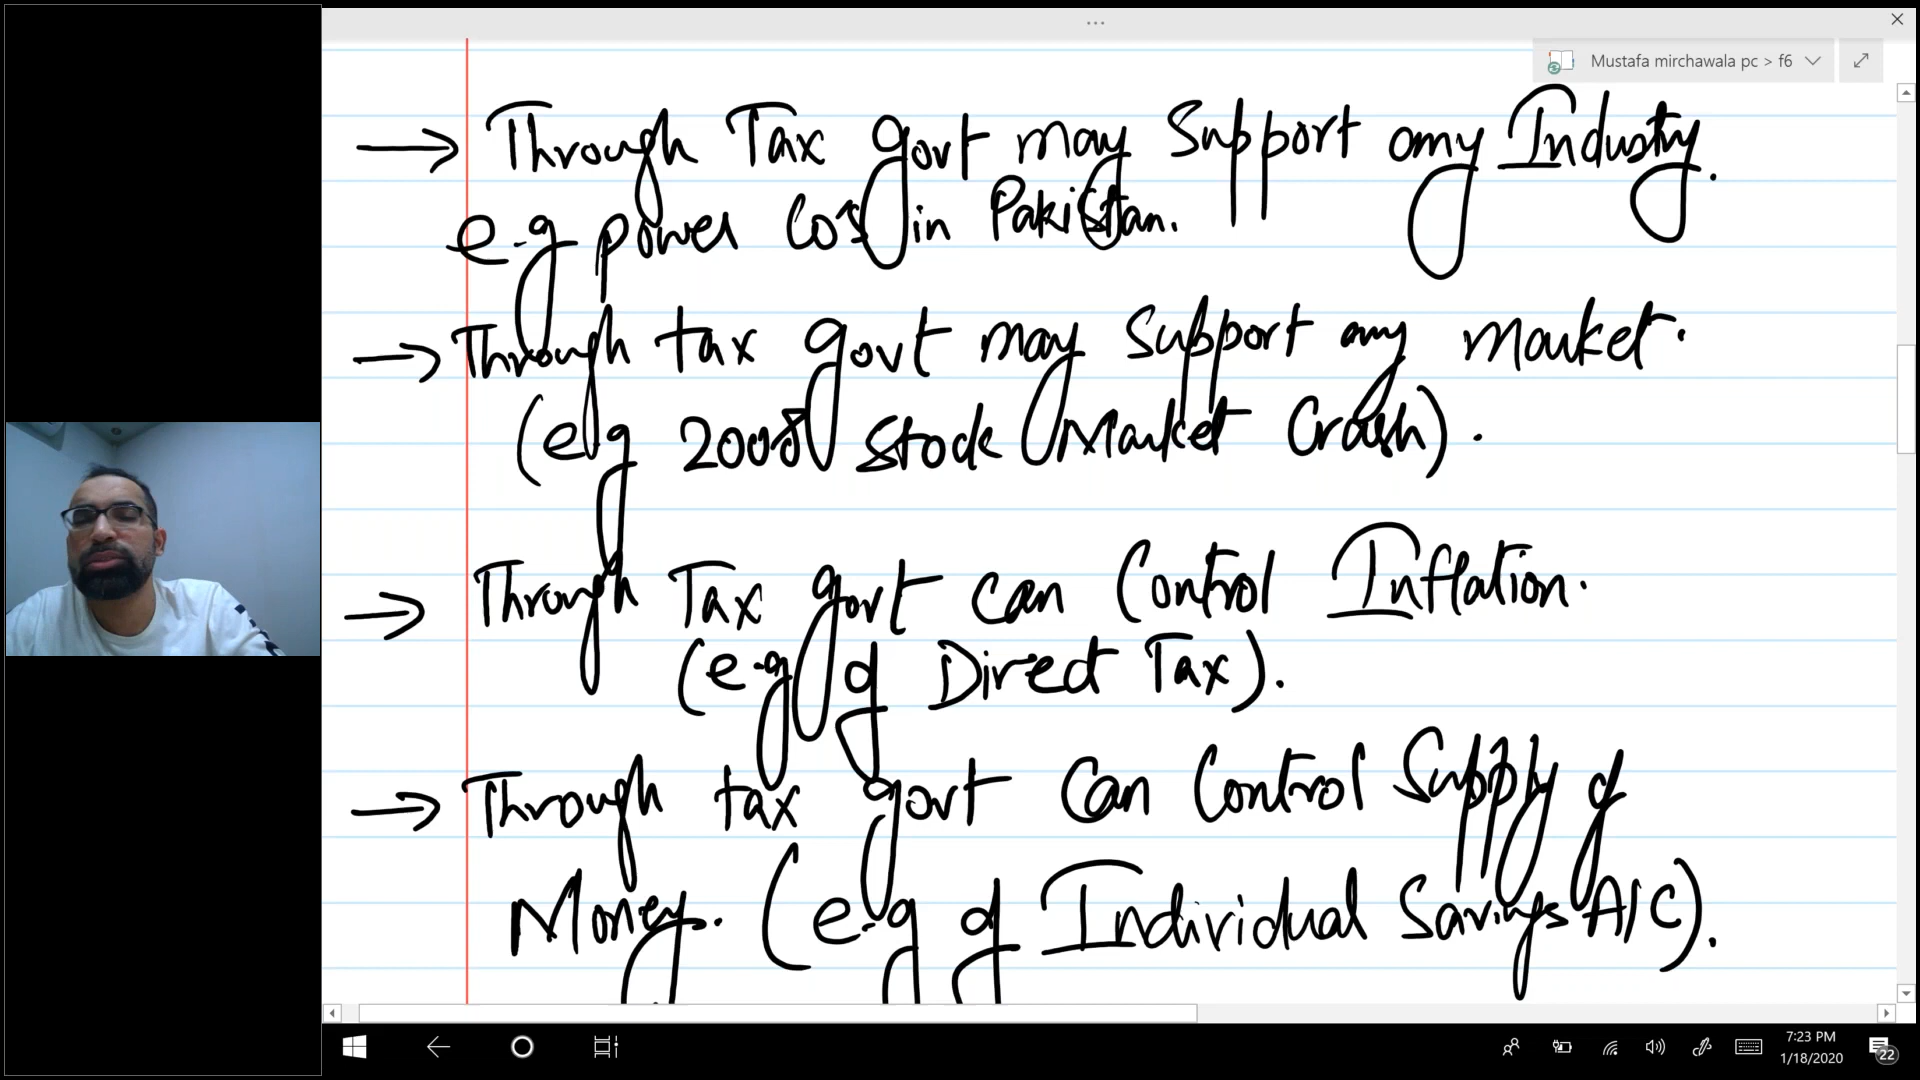 Mustafa mirchawala pc > f6
→ Through Tax govt may Support any Industry.
e.g power Co's in Pakistan.
→ Through tax govt may Support any market.
(e.g 2008 Stock Market Crash).
→ Through Tax govt can Control Inflation.
(e.g of Direct Tax).
→ Through tax govt Can Control Supply of
Money. (e.g of Individual Savings A/C).
7:23 PM
1/18/2020
22